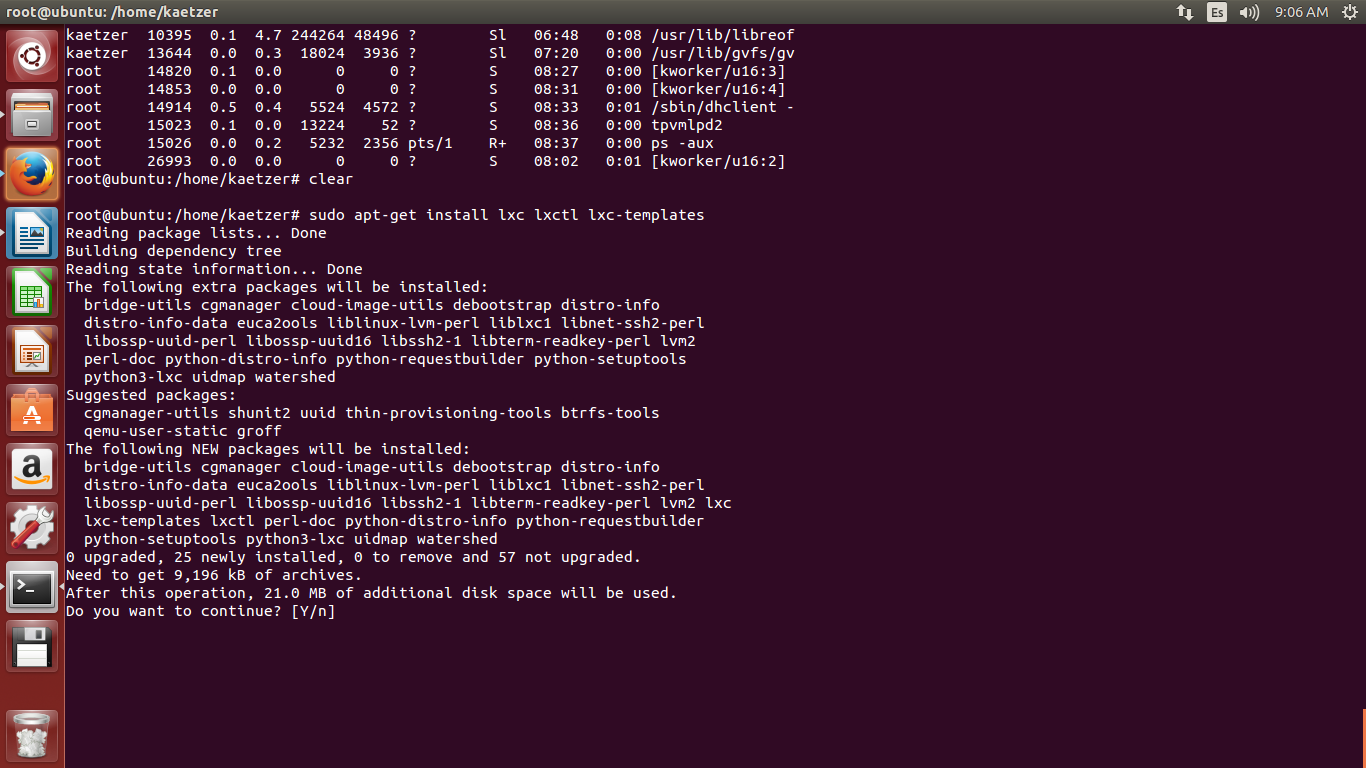 root@ubuntu: /home/kaetzer
Es
9:06 AM
kaetzer  10395  0.1  4.7 244264 48496 ?        Sl   06:48   0:08 /usr/lib/libreof
kaetzer  13644  0.0  0.3  18024  3936 ?        Sl   07:20   0:00 /usr/lib/gvfs/gv
root     14820  0.1  0.0      0     0 ?        S    08:27   0:00 [kworker/u16:3]
root     14853  0.0  0.0      0     0 ?        S    08:31   0:00 [kworker/u16:4]
root     14914  0.5  0.4   5524  4572 ?        S    08:33   0:01 /sbin/dhclient -
root     15023  0.1  0.0  13224    52 ?        S    08:36   0:00 tpvmlpd2
root     15026  0.0  0.2   5232  2356 pts/1    R+   08:37   0:00 ps -aux
root     26993  0.0  0.0      0     0 ?        S    08:02   0:01 [kworker/u16:2]
root@ubuntu:/home/kaetzer# clear
root@ubuntu:/home/kaetzer# sudo apt-get install lxc lxctl lxc-templates
Reading package lists... Done
Building dependency tree
Reading state information... Done
The following extra packages will be installed:
  bridge-utils cgmanager cloud-image-utils debootstrap distro-info
  distro-info-data euca2ools liblinux-lvm-perl liblxc1 libnet-ssh2-perl
  libossp-uuid-perl libossp-uuid16 libssh2-1 libterm-readkey-perl lvm2
  perl-doc python-distro-info python-requestbuilder python-setuptools
  python3-lxc uidmap watershed
Suggested packages:
  cgmanager-utils shunit2 uuid thin-provisioning-tools btrfs-tools
  qemu-user-static groff
The following NEW packages will be installed:
  bridge-utils cgmanager cloud-image-utils debootstrap distro-info
  distro-info-data euca2ools liblinux-lvm-perl liblxc1 libnet-ssh2-perl
  libossp-uuid-perl libossp-uuid16 libssh2-1 libterm-readkey-perl lvm2 lxc
  lxc-templates lxctl perl-doc python-distro-info python-requestbuilder
  python-setuptools python3-lxc uidmap watershed
0 upgraded, 25 newly installed, 0 to remove and 57 not upgraded.
Need to get 9,196 kB of archives.
After this operation, 21.0 MB of additional disk space will be used.
Do you want to continue? [Y/n]